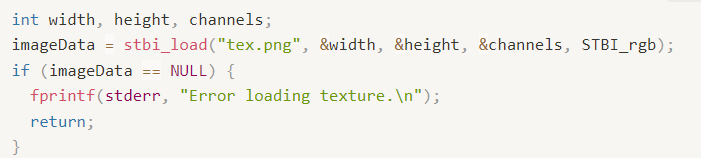 int width, height, channels;
imageData = stbi_load("tex.png", &width, &height, &channels, STBI_rgb);
if (imageData == NULL) {
  fprintf(stderr, "Error loading texture.\n");
  return;
}